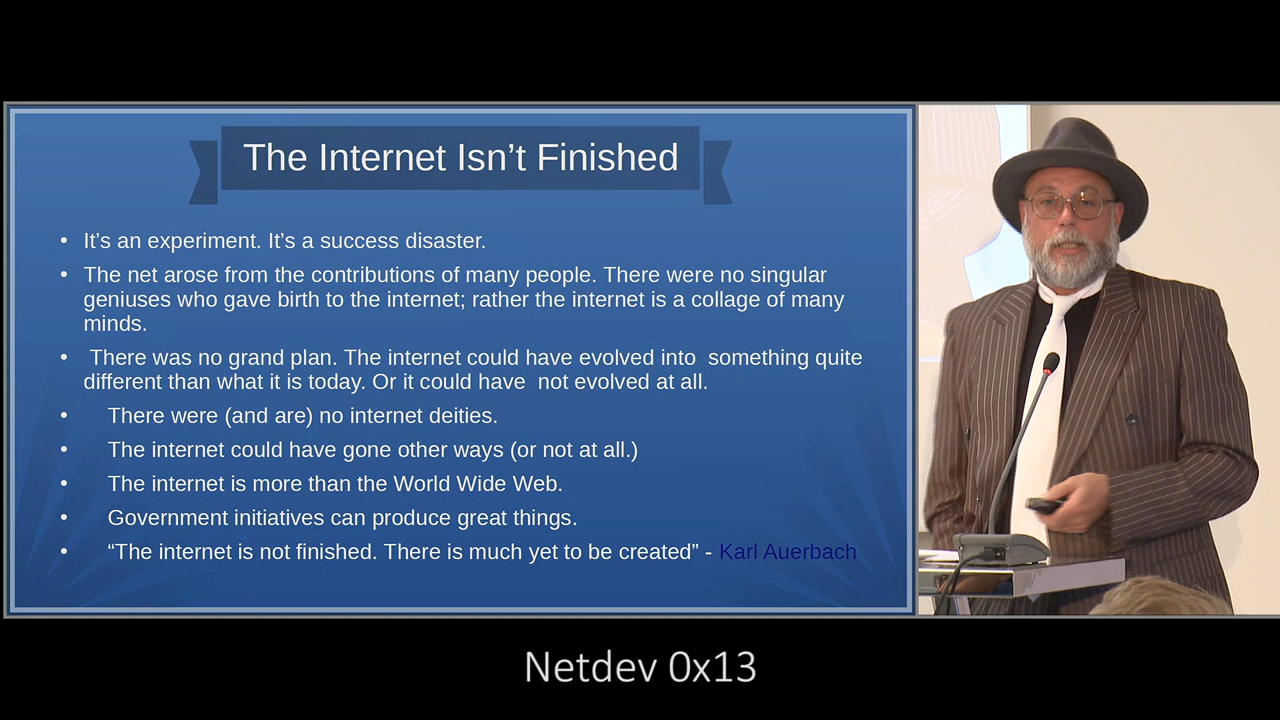 The Internet Isn’t Finished
• It’s an experiment. It’s a success disaster.
• The net arose from the contributions of many people. There were no singular
geniuses who gave birth to the internet; rather the internet is a collage of many
minds.
• There was no grand plan. The internet could have evolved into something quite
different than what it is today. Or it could have not evolved at all.
• There were (and are) no internet deities.
• The internet could have gone other ways (or not at all.)
• The internet is more than the World Wide Web.
• Government initiatives can produce great things.
• “The internet is not finished. There is much yet to be created” - Karl Auerbach
Netdev 0x13